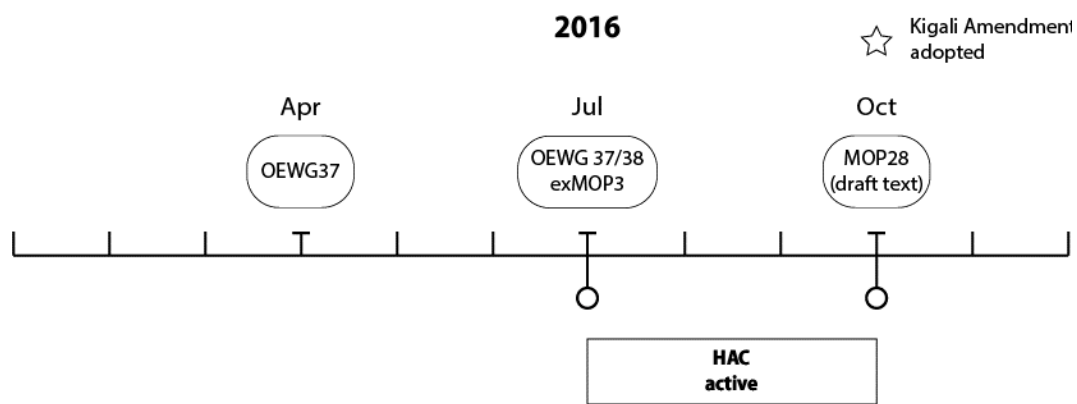 2016
Kigali Amendment
adopted
Apr
Jul
Oct
OEWG37
OEWG 37/38
exMOP3
MOP28
(draft text)
HAC
active